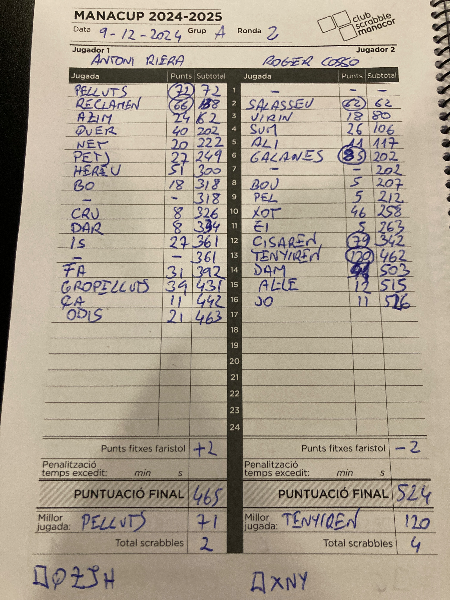 MANACUP 2024-2025
club scrabble manacor
Data 9-12-2024 Grup A Ronda 2
Jugador 1 Jugador 2
ANTONI RIERA ROGER COSSO
Jugada Punts Subtotal Jugada Punts Subtotal
PELLUTS 72 72 1 - - -
RECLAMEN 66 138 2 SALASSEU 62 62
AZIM 24 62 3 VIRIN 18 80
QUER 40 202 4 SUM 26 106
NET 20 222 5 ALI 11 117
PETJ 27 249 6 GALANES 85 202
HEREU 51 300 7 - - 202
BO 18 318 8 BOU 5 207
- - 318 9 PEL 5 212
CRU 8 326 10 XOT 46 258
DAR 8 334 11 EI 5 263
IS 27 361 12 CISAREN 79 342
- - 361 13 TENYIREN 120 462
FA 31 392 14 DAM 503
GROPELLUTS 39 431 15 ALLE 12 515
ÇA 11 442 16 JO 11 526
ODIS 21 463 17
18
19
20
21
22
23
24
Punts fitxes faristol +2 Punts fitxes faristol -2
Penalització temps excedit: min s Penalització temps excedit: min s
PUNTUACIÓ FINAL 465 PUNTUACIÓ FINAL 524
Millor jugada: PELLUTS 71 Millor jugada: TENYIREN 120
Total scrabbles 2 Total scrabbles 4
XNY